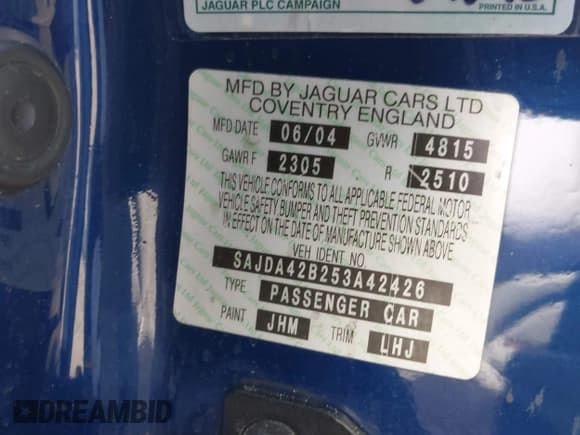 JAGUAR PLC CAMPAIGN PRINTED IN U.S.A.
MFD BY JAGUAR CARS LTD
COVENTRY ENGLAND
MFD DATE 06/04 GVWR 4815
GAWR F 2305 R 2510
THIS VEHICLE CONFORMS TO ALL APPLICABLE FEDERAL MOTOR
VEHICLE SAFETY BUMPER AND THEFT PREVENTION STANDARDS
IN EFFECT ON THE DATE OF MANUFACTURE SHOWN ABOVE
VEH IDENT NO
SAJDA42B253A42426
TYPE PASSENGER CAR
PAINT JHM TRIM LHJ
DREAMBID